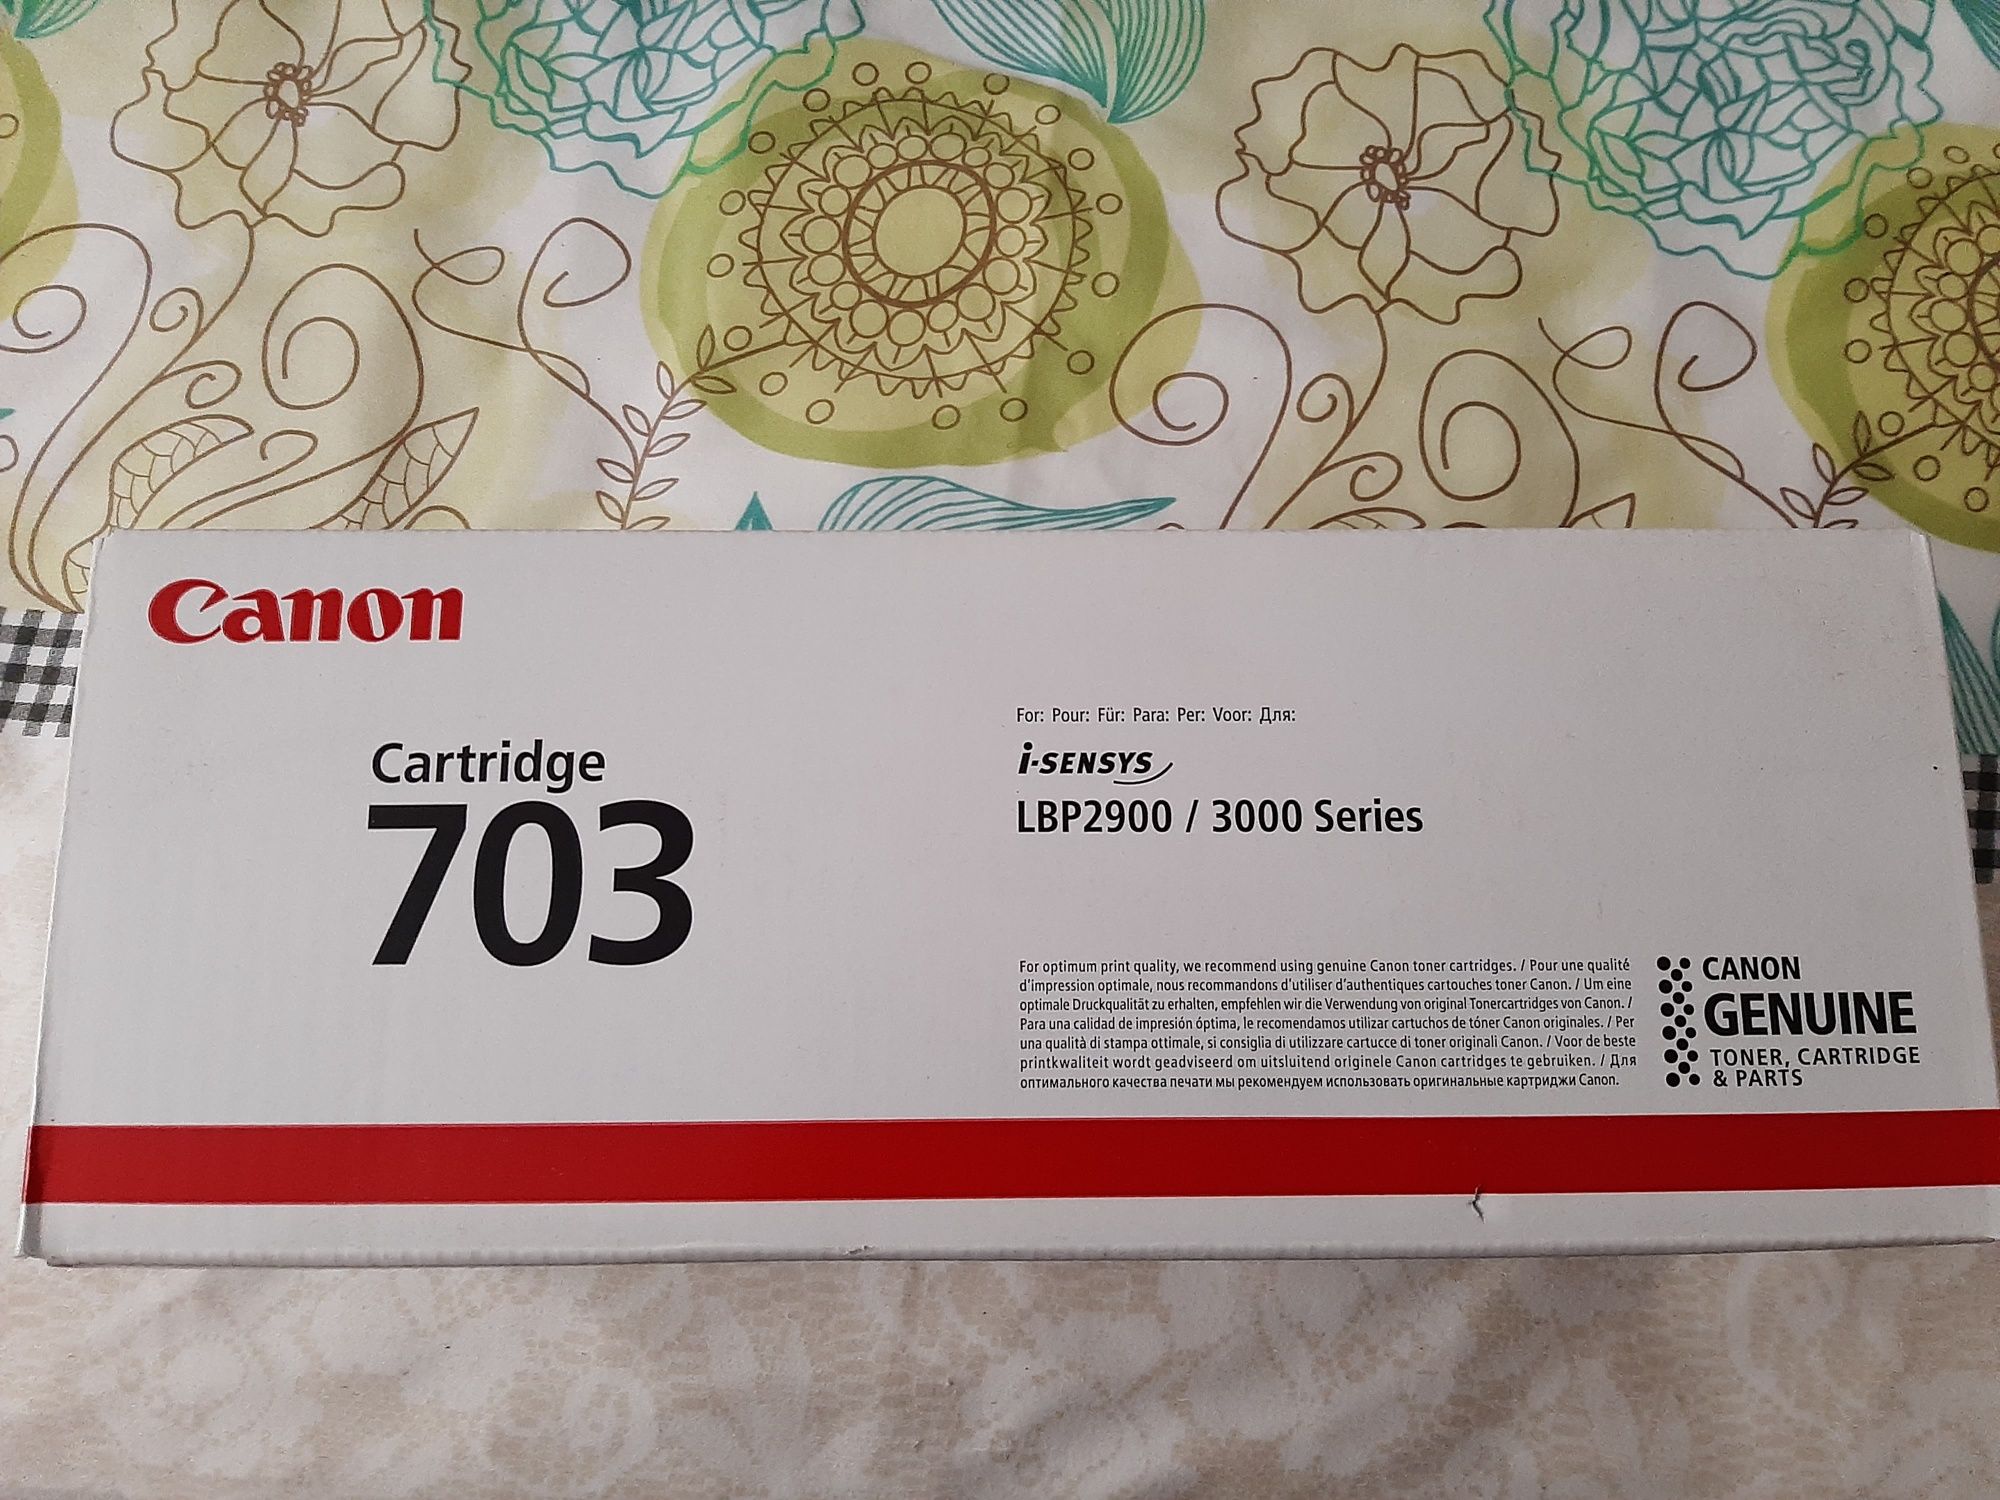 Canon
Cartridge
703
For: Pour: Für: Para: Per: Voor: Для:
i-SENSYS
LBP2900 / 3000 Series
For optimum print quality, we recommend using genuine Canon toner cartridges. / Pour une qualité
d'impression optimale, nous recommandons d'utiliser d'authentiques cartouches toner Canon. / Um eine
optimale Druckqualität zu erhalten, empfehlen wir die Verwendung von original Tonercartridges von Canon. /
Para una calidad de impresión óptima, le recomendamos utilizar cartuchos de tóner Canon originales. / Per
una qualità di stampa ottimale, si consiglia di utilizzare cartucce di toner originali Canon. / Voor de beste
printkwaliteit wordt geadviseerd om uitsluitend originele Canon cartridges te gebruiken. / Для
оптимального качества печати мы рекомендуем использовать оригинальные картриджи Canon.
CANON
GENUINE
TONER, CARTRIDGE
& PARTS